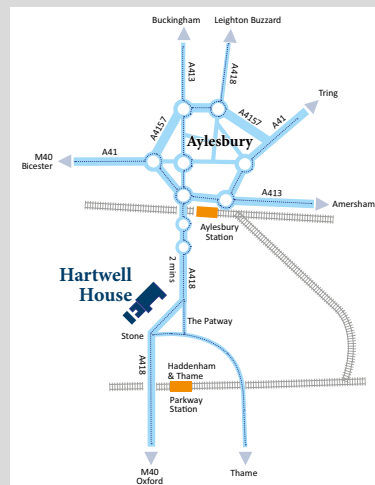 Buckingham
Leighton Buzzard
A413
A418
Tring
A4157
A4157
A41
Aylesbury
M40
Bicester
A41
A413
Amersham
Aylesbury
Station
2 mins
A418
Hartwell
House
The Patway
Stone
A418
Haddenham
& Thame
Parkway
Station
M40
Oxford
Thame